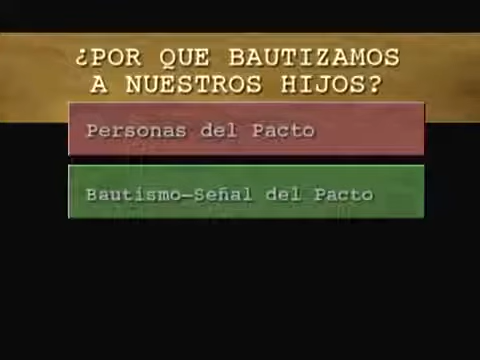 ¿POR QUE BAUTIZAMOS
A NUESTROS HIJOS?
Personas del Pacto
Bautismo—Señal del Pacto